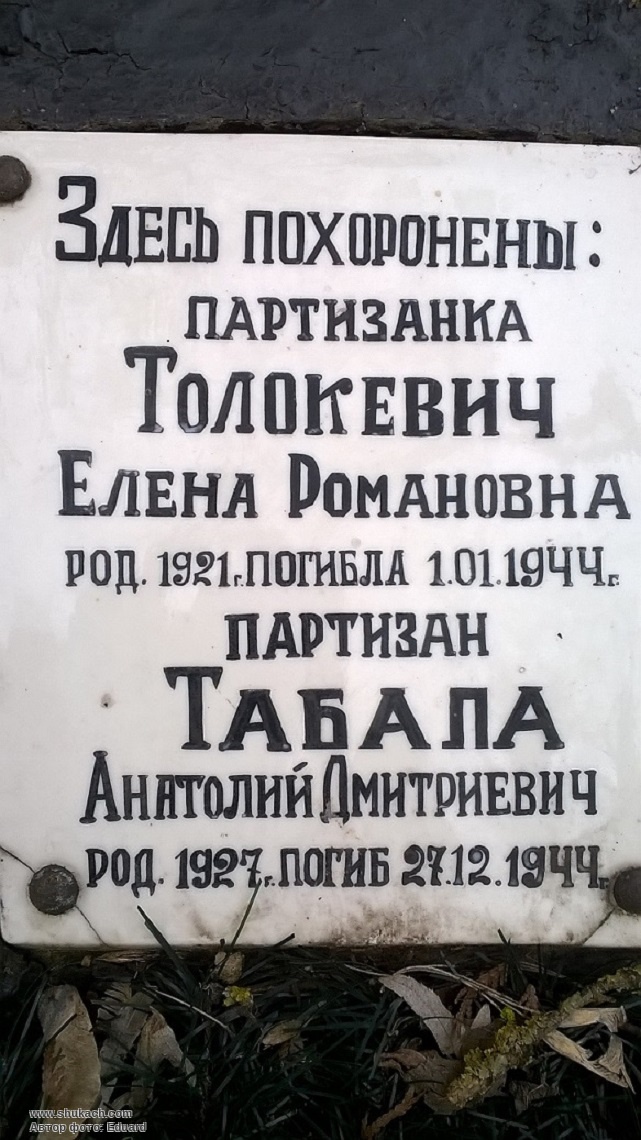 Здесь похоронены:
партизанка
Толокевич
Елена Романовна
род. 1921г. погибла 1.01.1944г.
партизан
Табала
Анатолий Дмитриевич
род. 1927г. погиб 27.12.1944г.
www.shukach.com
Автор фото: Eduard